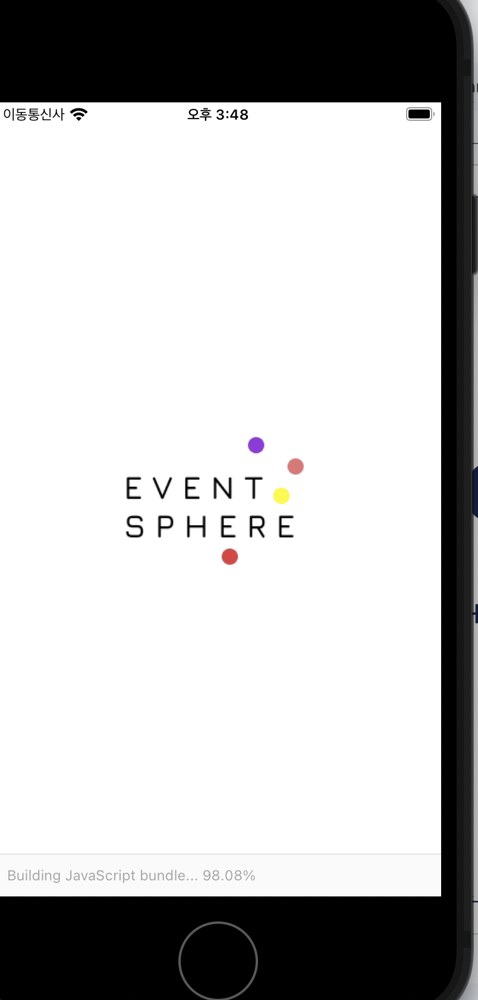 이동통신사 오후 3:48
EVENT
SPHERE
Building JavaScript bundle... 98.08%